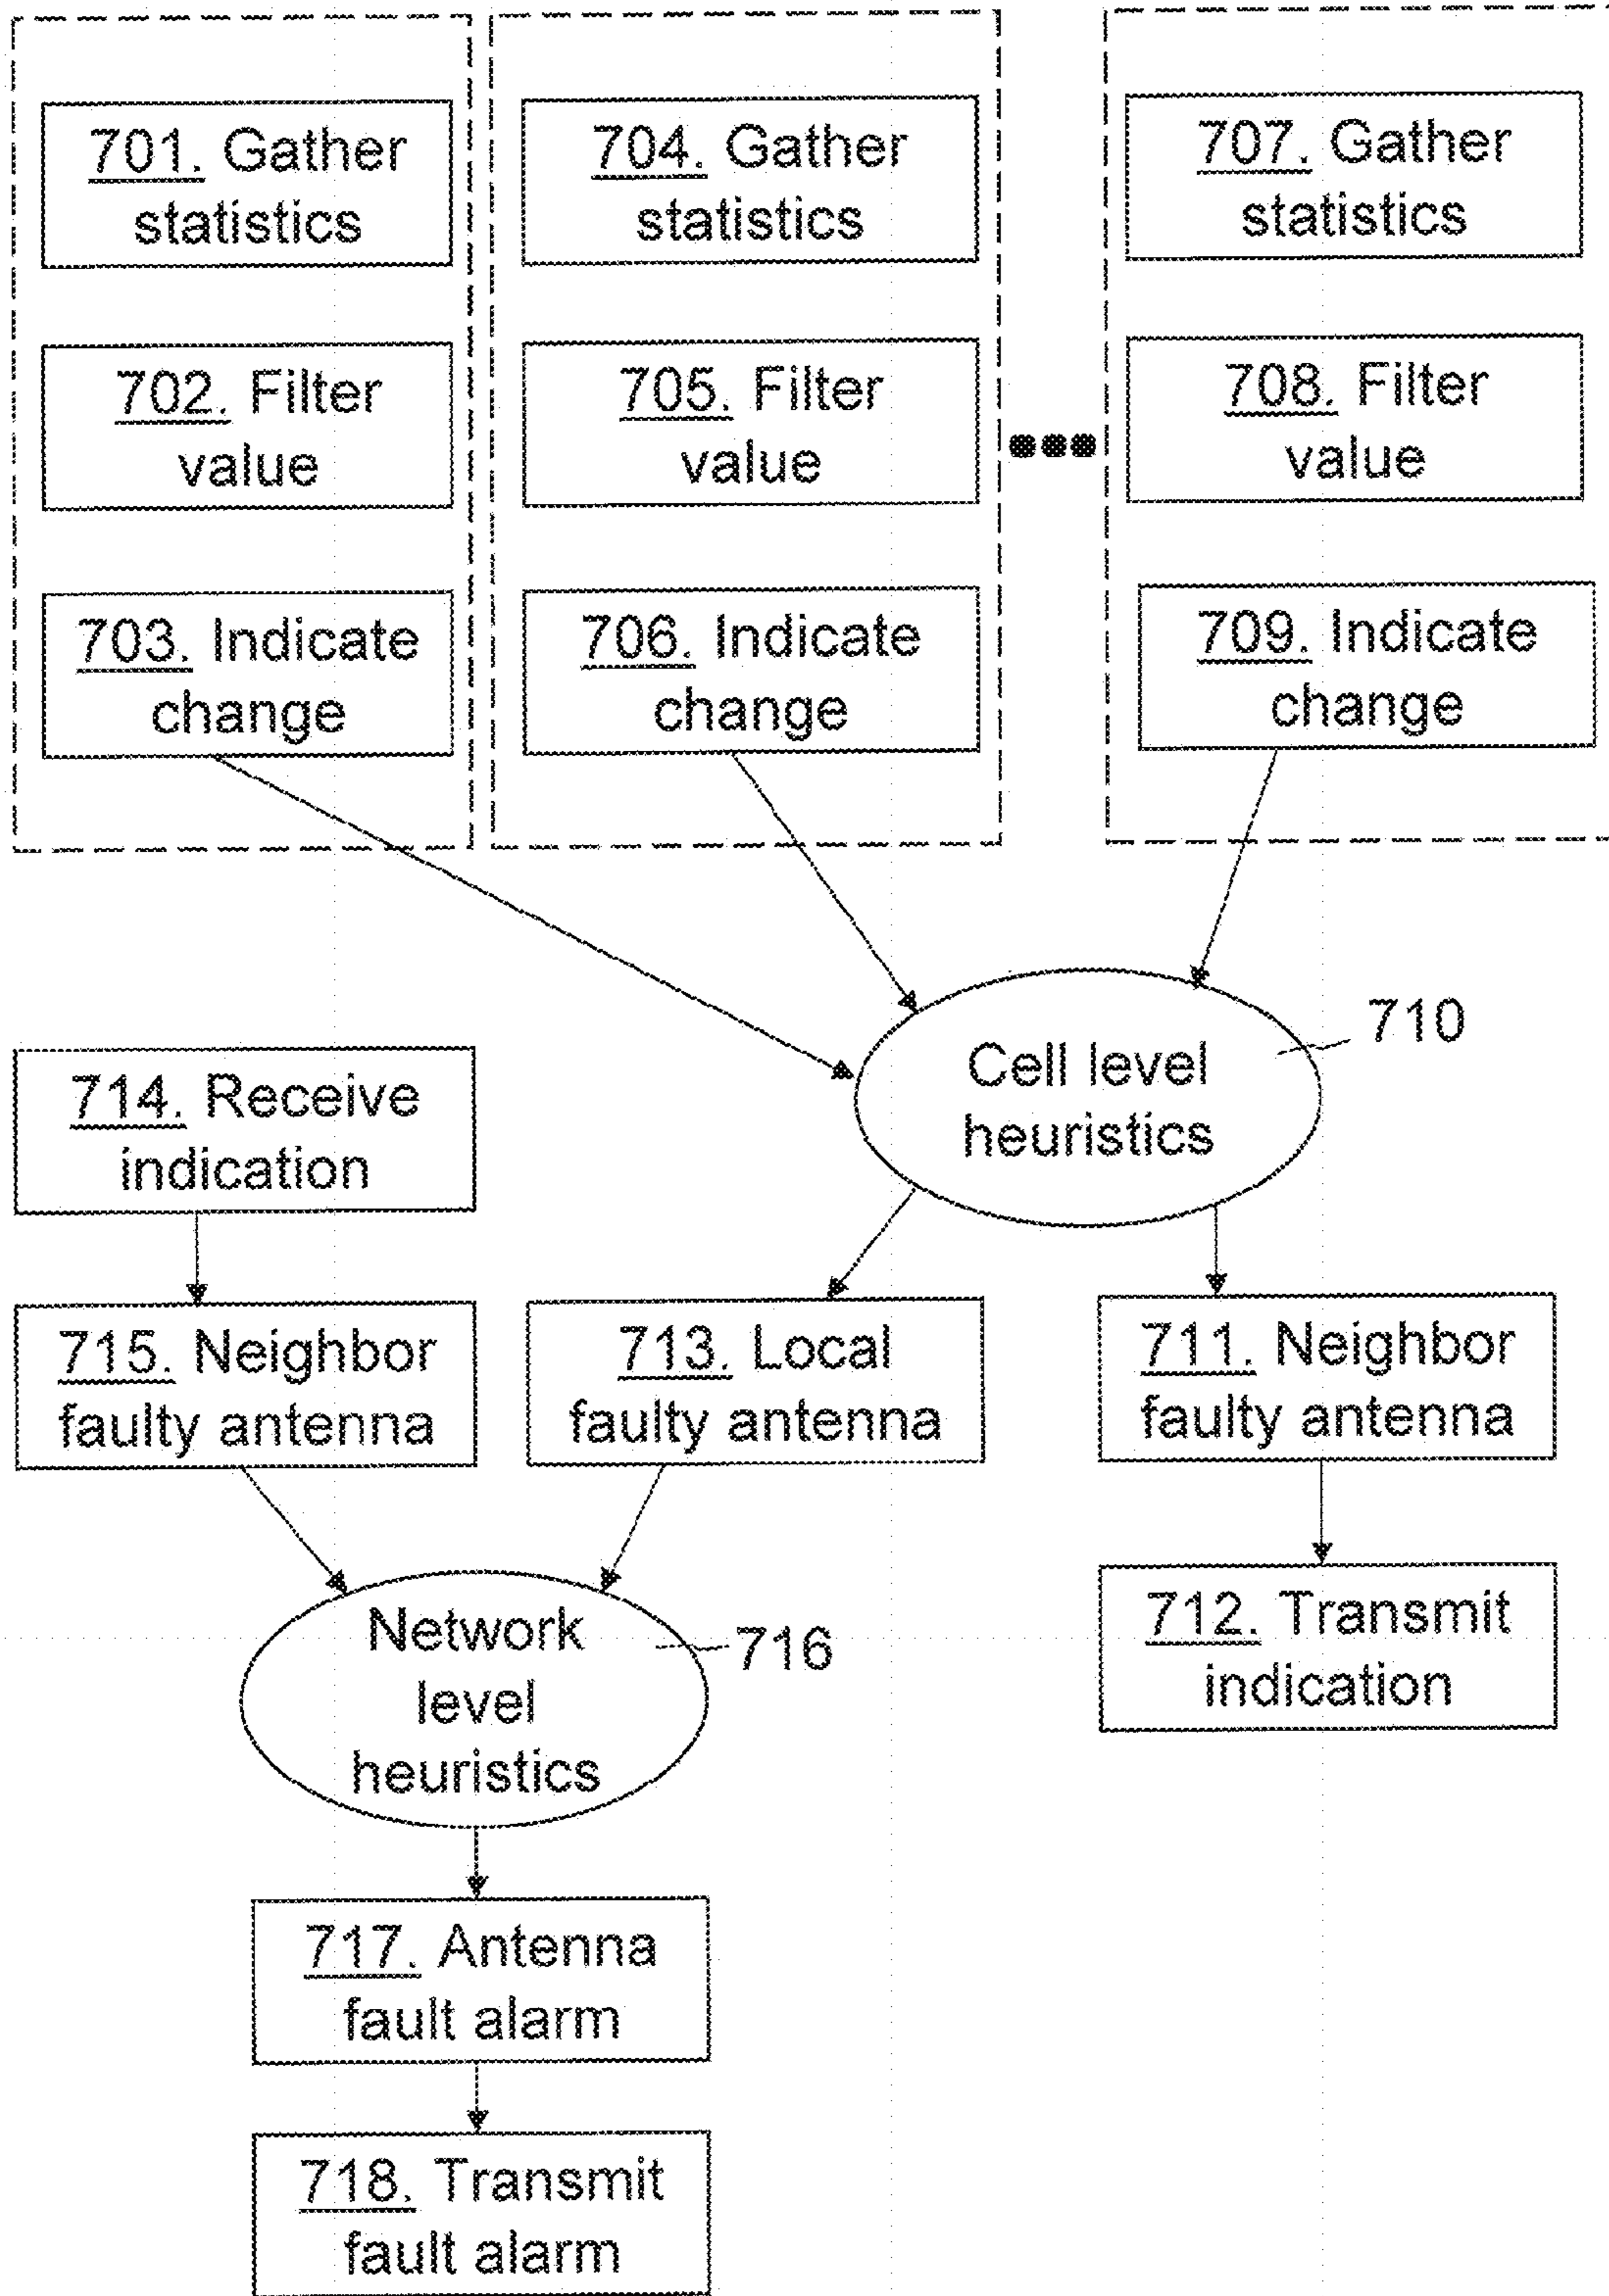 701. Gather
statistics
702. Filter
value
703. Indicate
change
704. Gather
statistics
705. Filter
value
706. Indicate
change
707. Gather
statistics
708. Filter
value
709. Indicate
change
Cell level
heuristics
710
714. Receive
indication
715. Neighbor
faulty antenna
713. Local
faulty antenna
711. Neighbor
faulty antenna
712. Transmit
indication
Network
level
heuristics
716
717. Antenna
fault alarm
718. Transmit
fault alarm